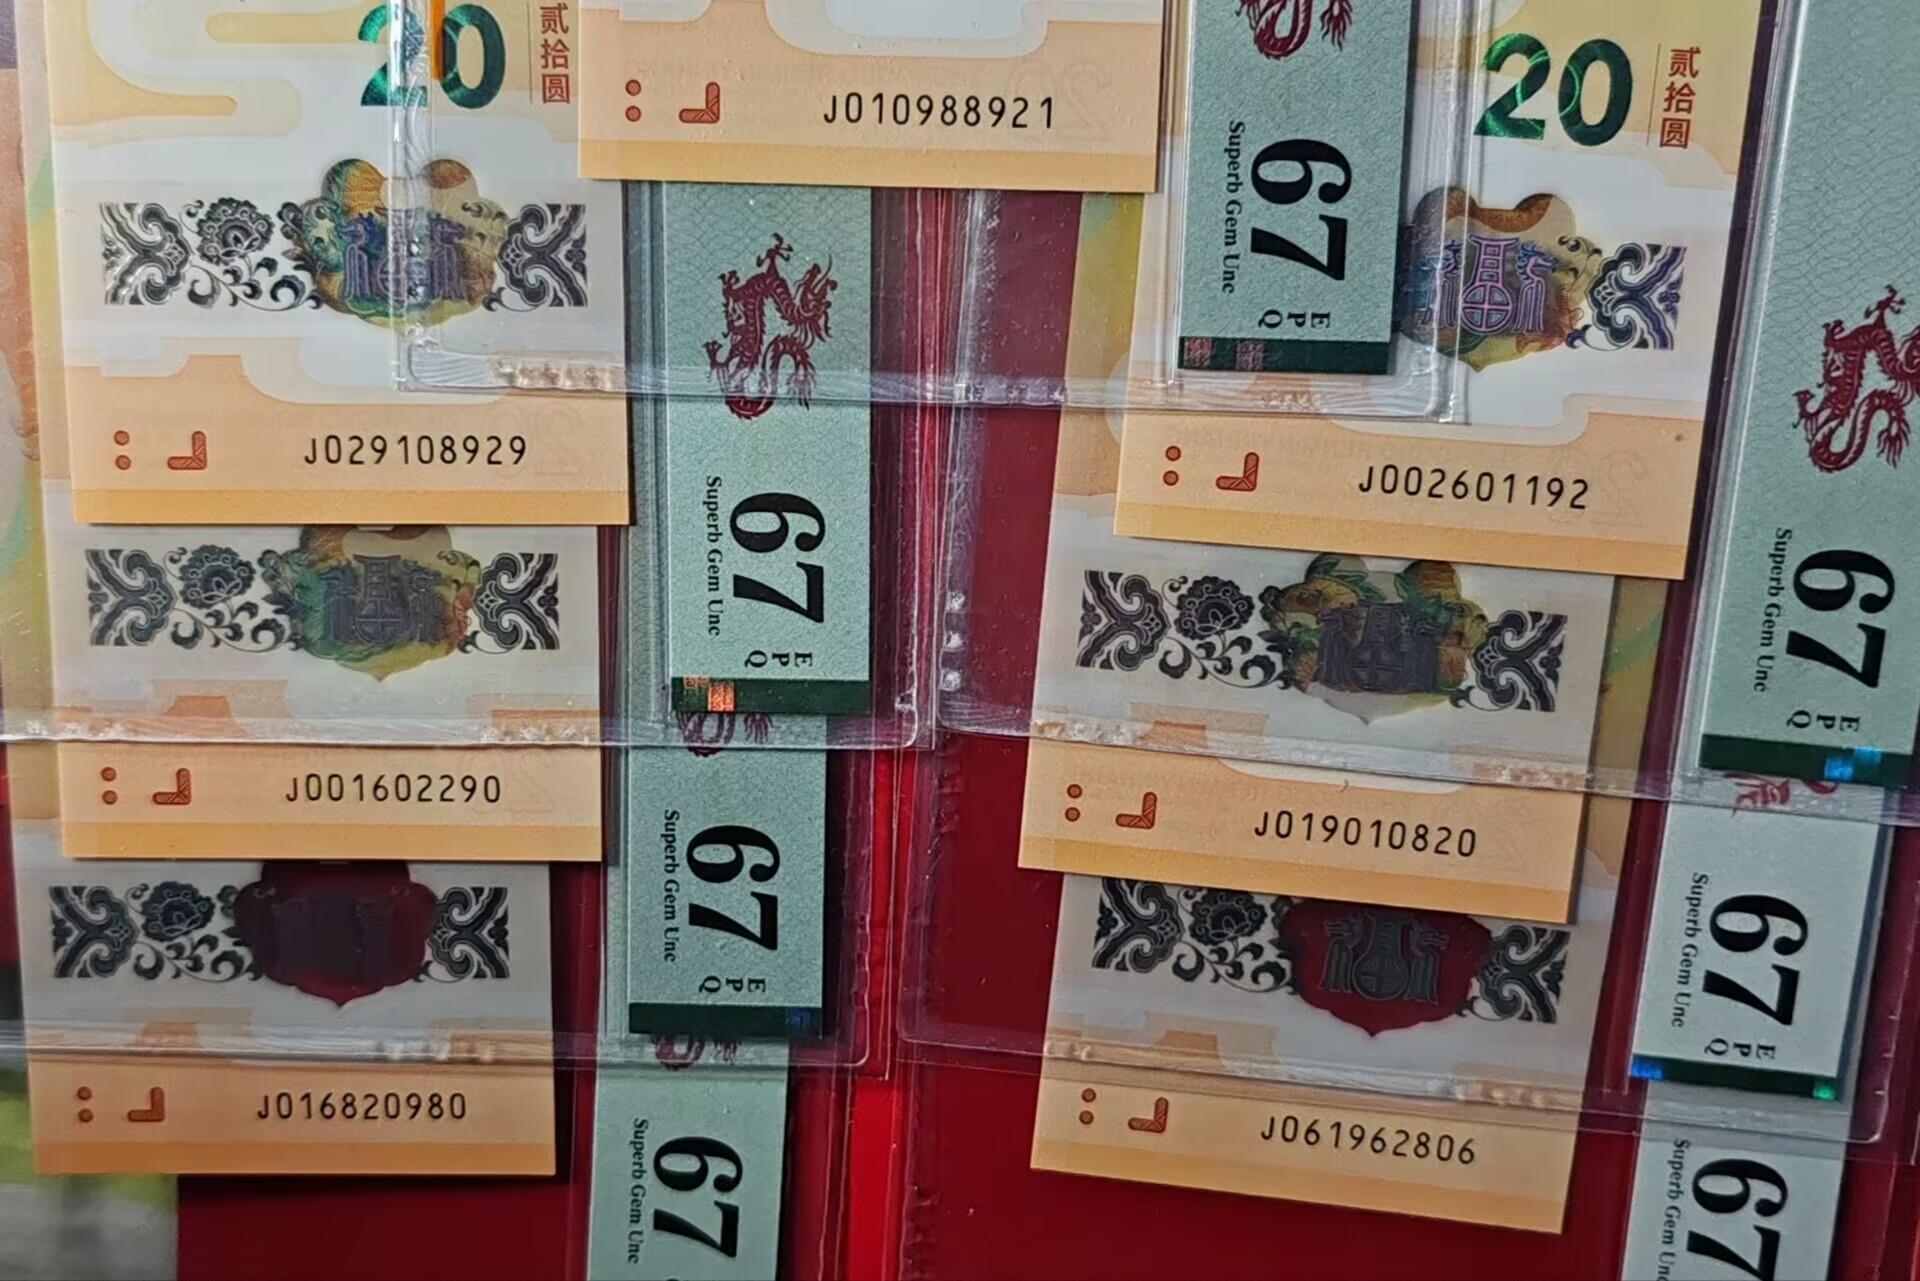 20
贰拾圆
J010988921
20
贰拾圆
67
EPQ
Superb Gem Unc
J029108929
67
EPQ
Superb Gem Unc
J002601192
67
EPQ
Superb Gem Unc
J001602290
67
EPQ
Superb Gem Unc
J019010820
67
EPQ
Superb Gem Unc
J016820980
67
Superb Gem Unc
J061962806
67
Superb Gem Unc